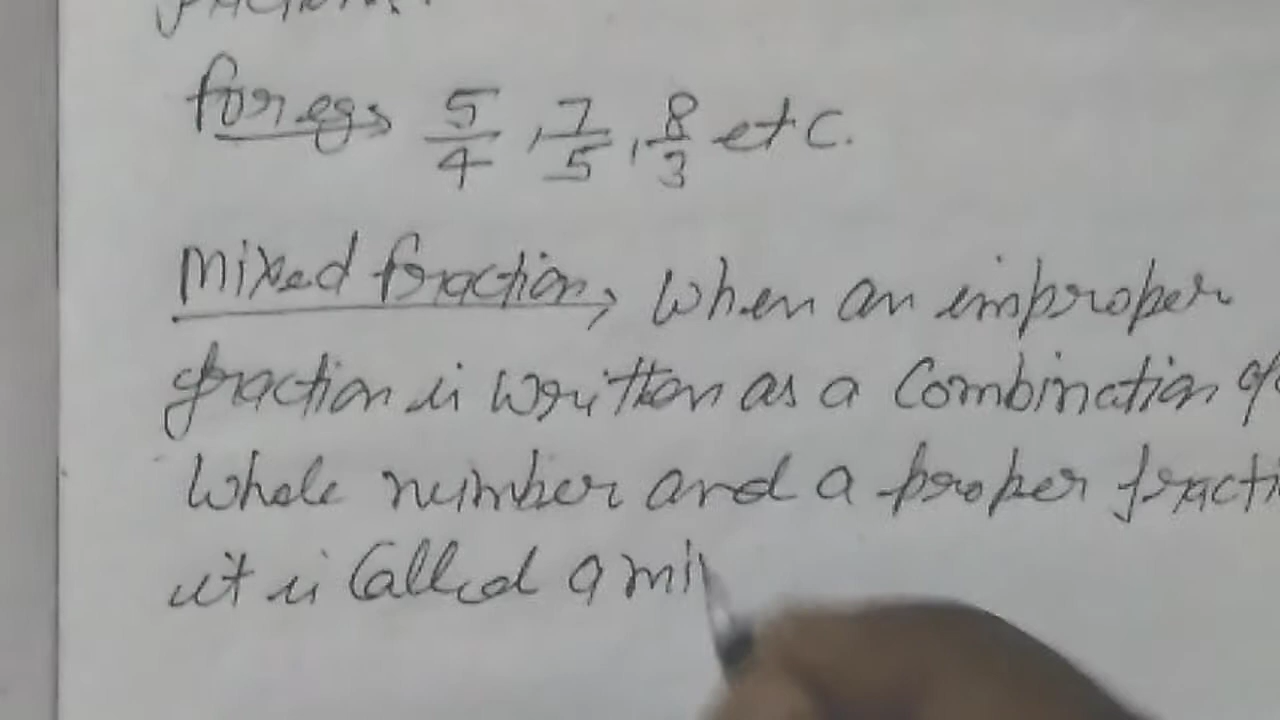 for egs 5/4, 7/5, 8/3 etc.
Mixed fraction, When an improper
fraction is written as a Combination of
Whole number and a proper fracti
it is Called a mi